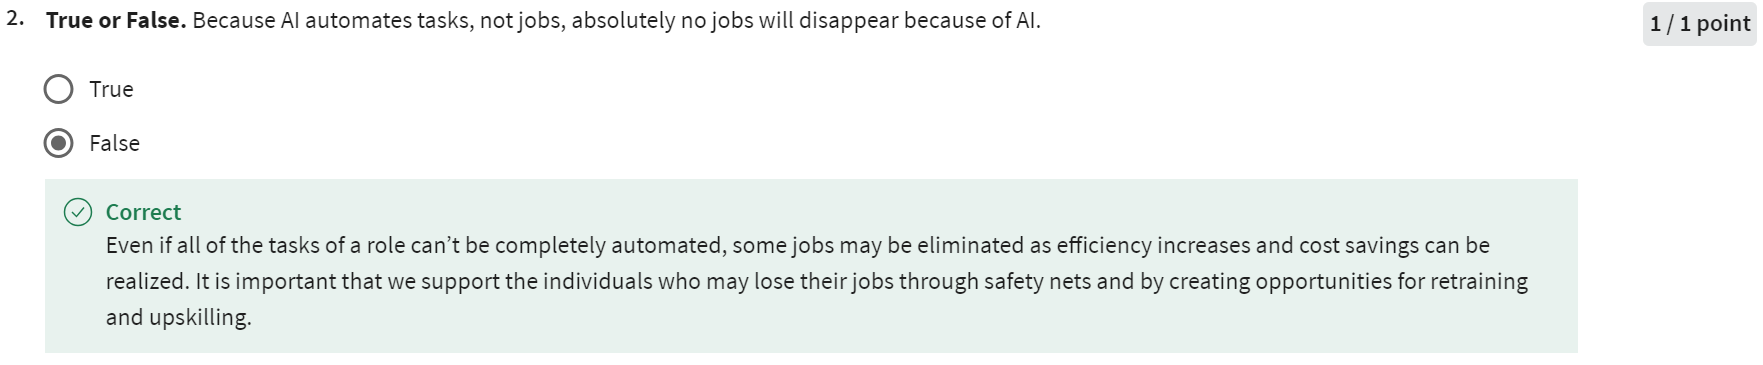 2. True or False. Because AI automates tasks, not jobs, absolutely no jobs will disappear because of AI.
1 / 1 point
True
False
Correct
Even if all of the tasks of a role can’t be completely automated, some jobs may be eliminated as efficiency increases and cost savings can be
realized. It is important that we support the individuals who may lose their jobs through safety nets and by creating opportunities for retraining
and upskilling.